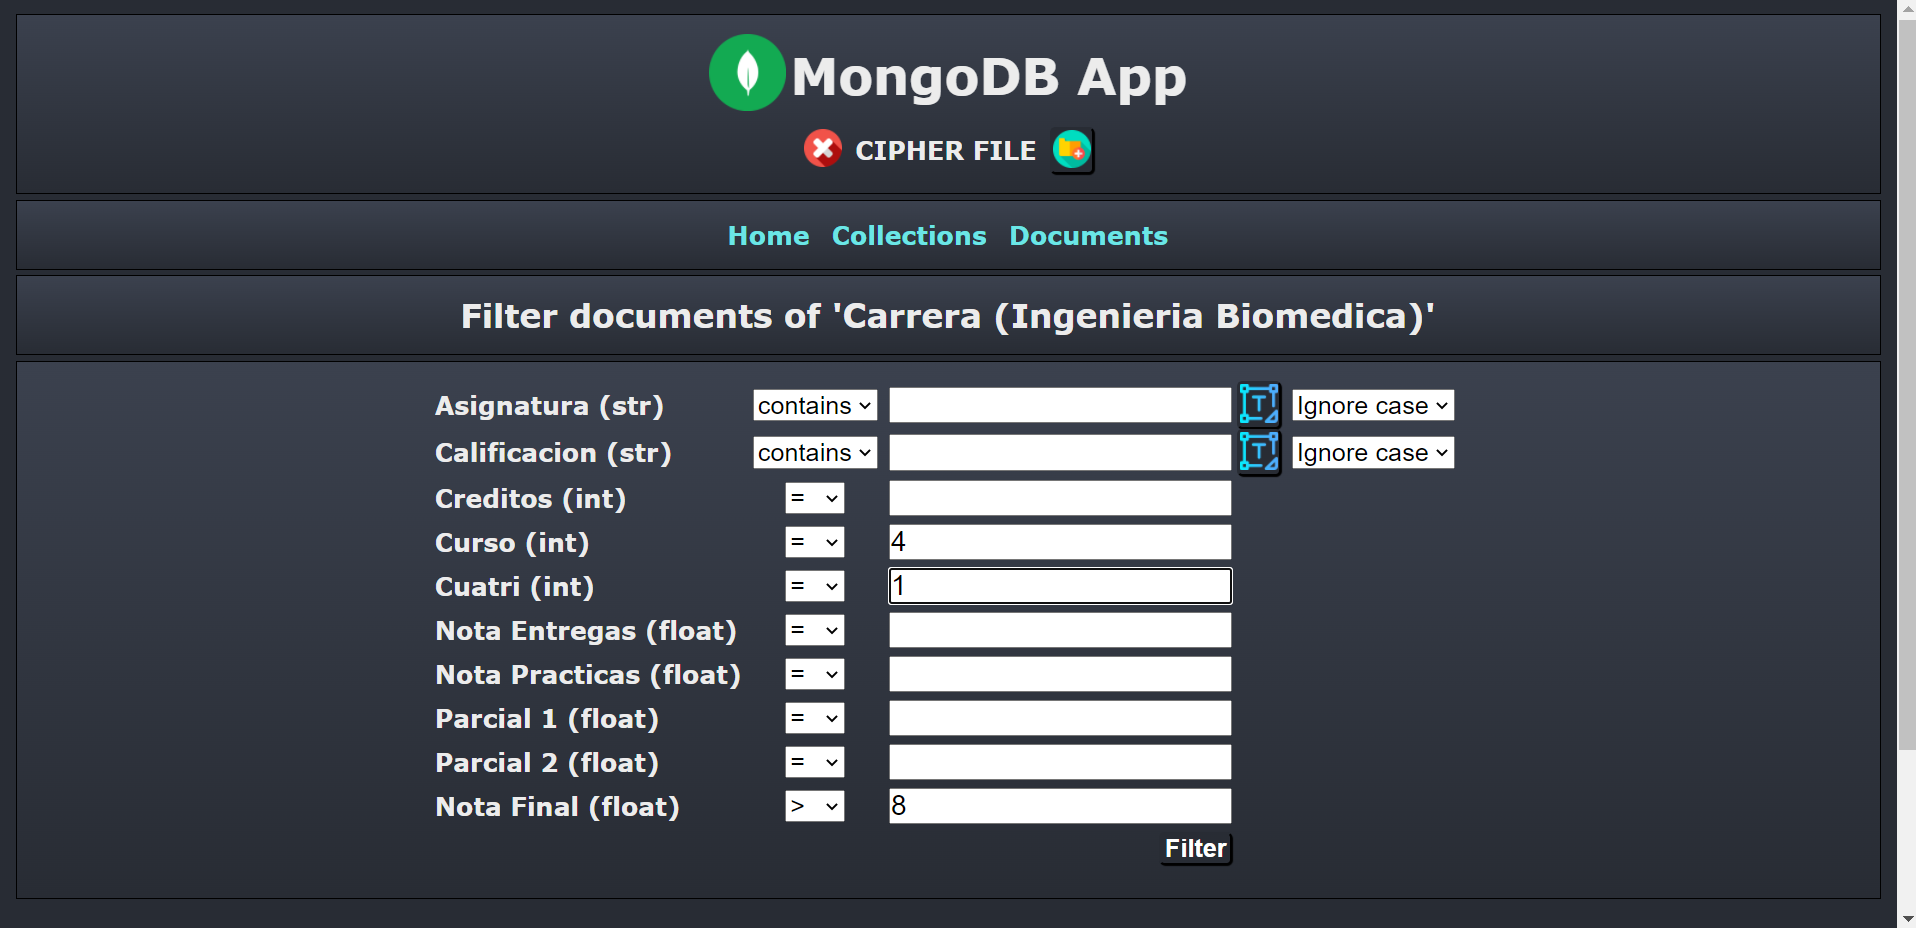 MongoDB App
CIPHER FILE
Home Collections Documents
Filter documents of 'Carrera (Ingenieria Biomedica)'
Asignatura (str) contains T Ignore case
Calificacion (str) contains T Ignore case
Creditos (int) =
Curso (int) = 4
Cuatri (int) = 1
Nota Entregas (float) =
Nota Practicas (float) =
Parcial 1 (float) =
Parcial 2 (float) =
Nota Final (float) > 8
Filter